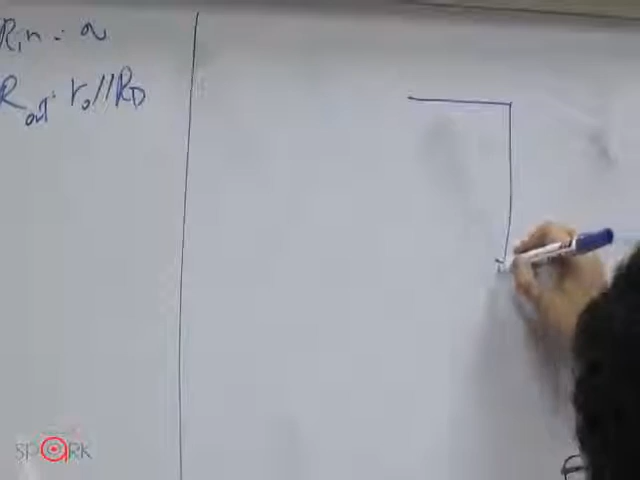 Rin = ∞
Rout = ro//RD
SPARK